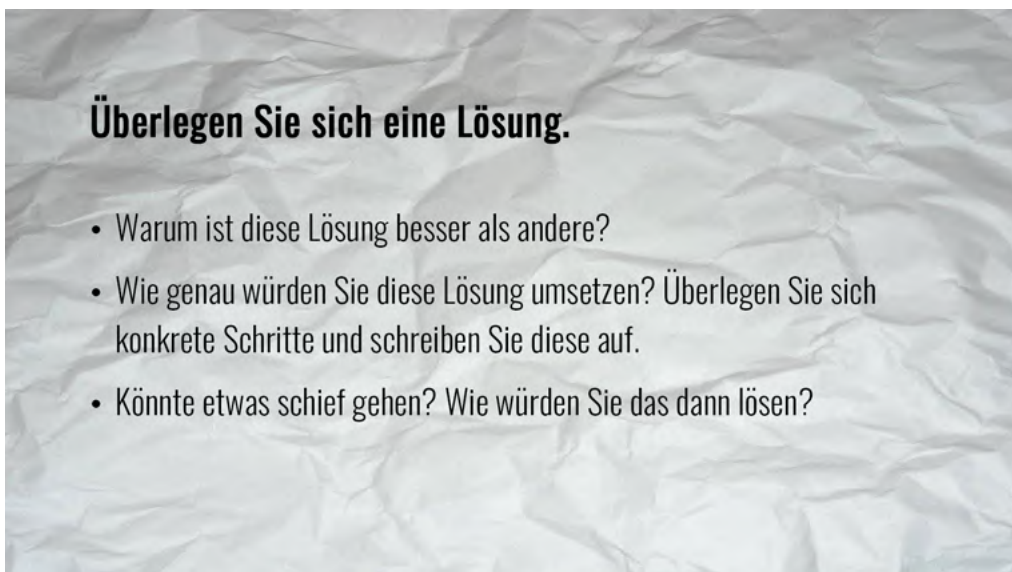 Überlegen Sie sich eine Lösung.
• Warum ist diese Lösung besser als andere?
• Wie genau würden Sie diese Lösung umsetzen? Überlegen Sie sich
konkrete Schritte und schreiben Sie diese auf.
• Könnte etwas schief gehen? Wie würden Sie das dann lösen?